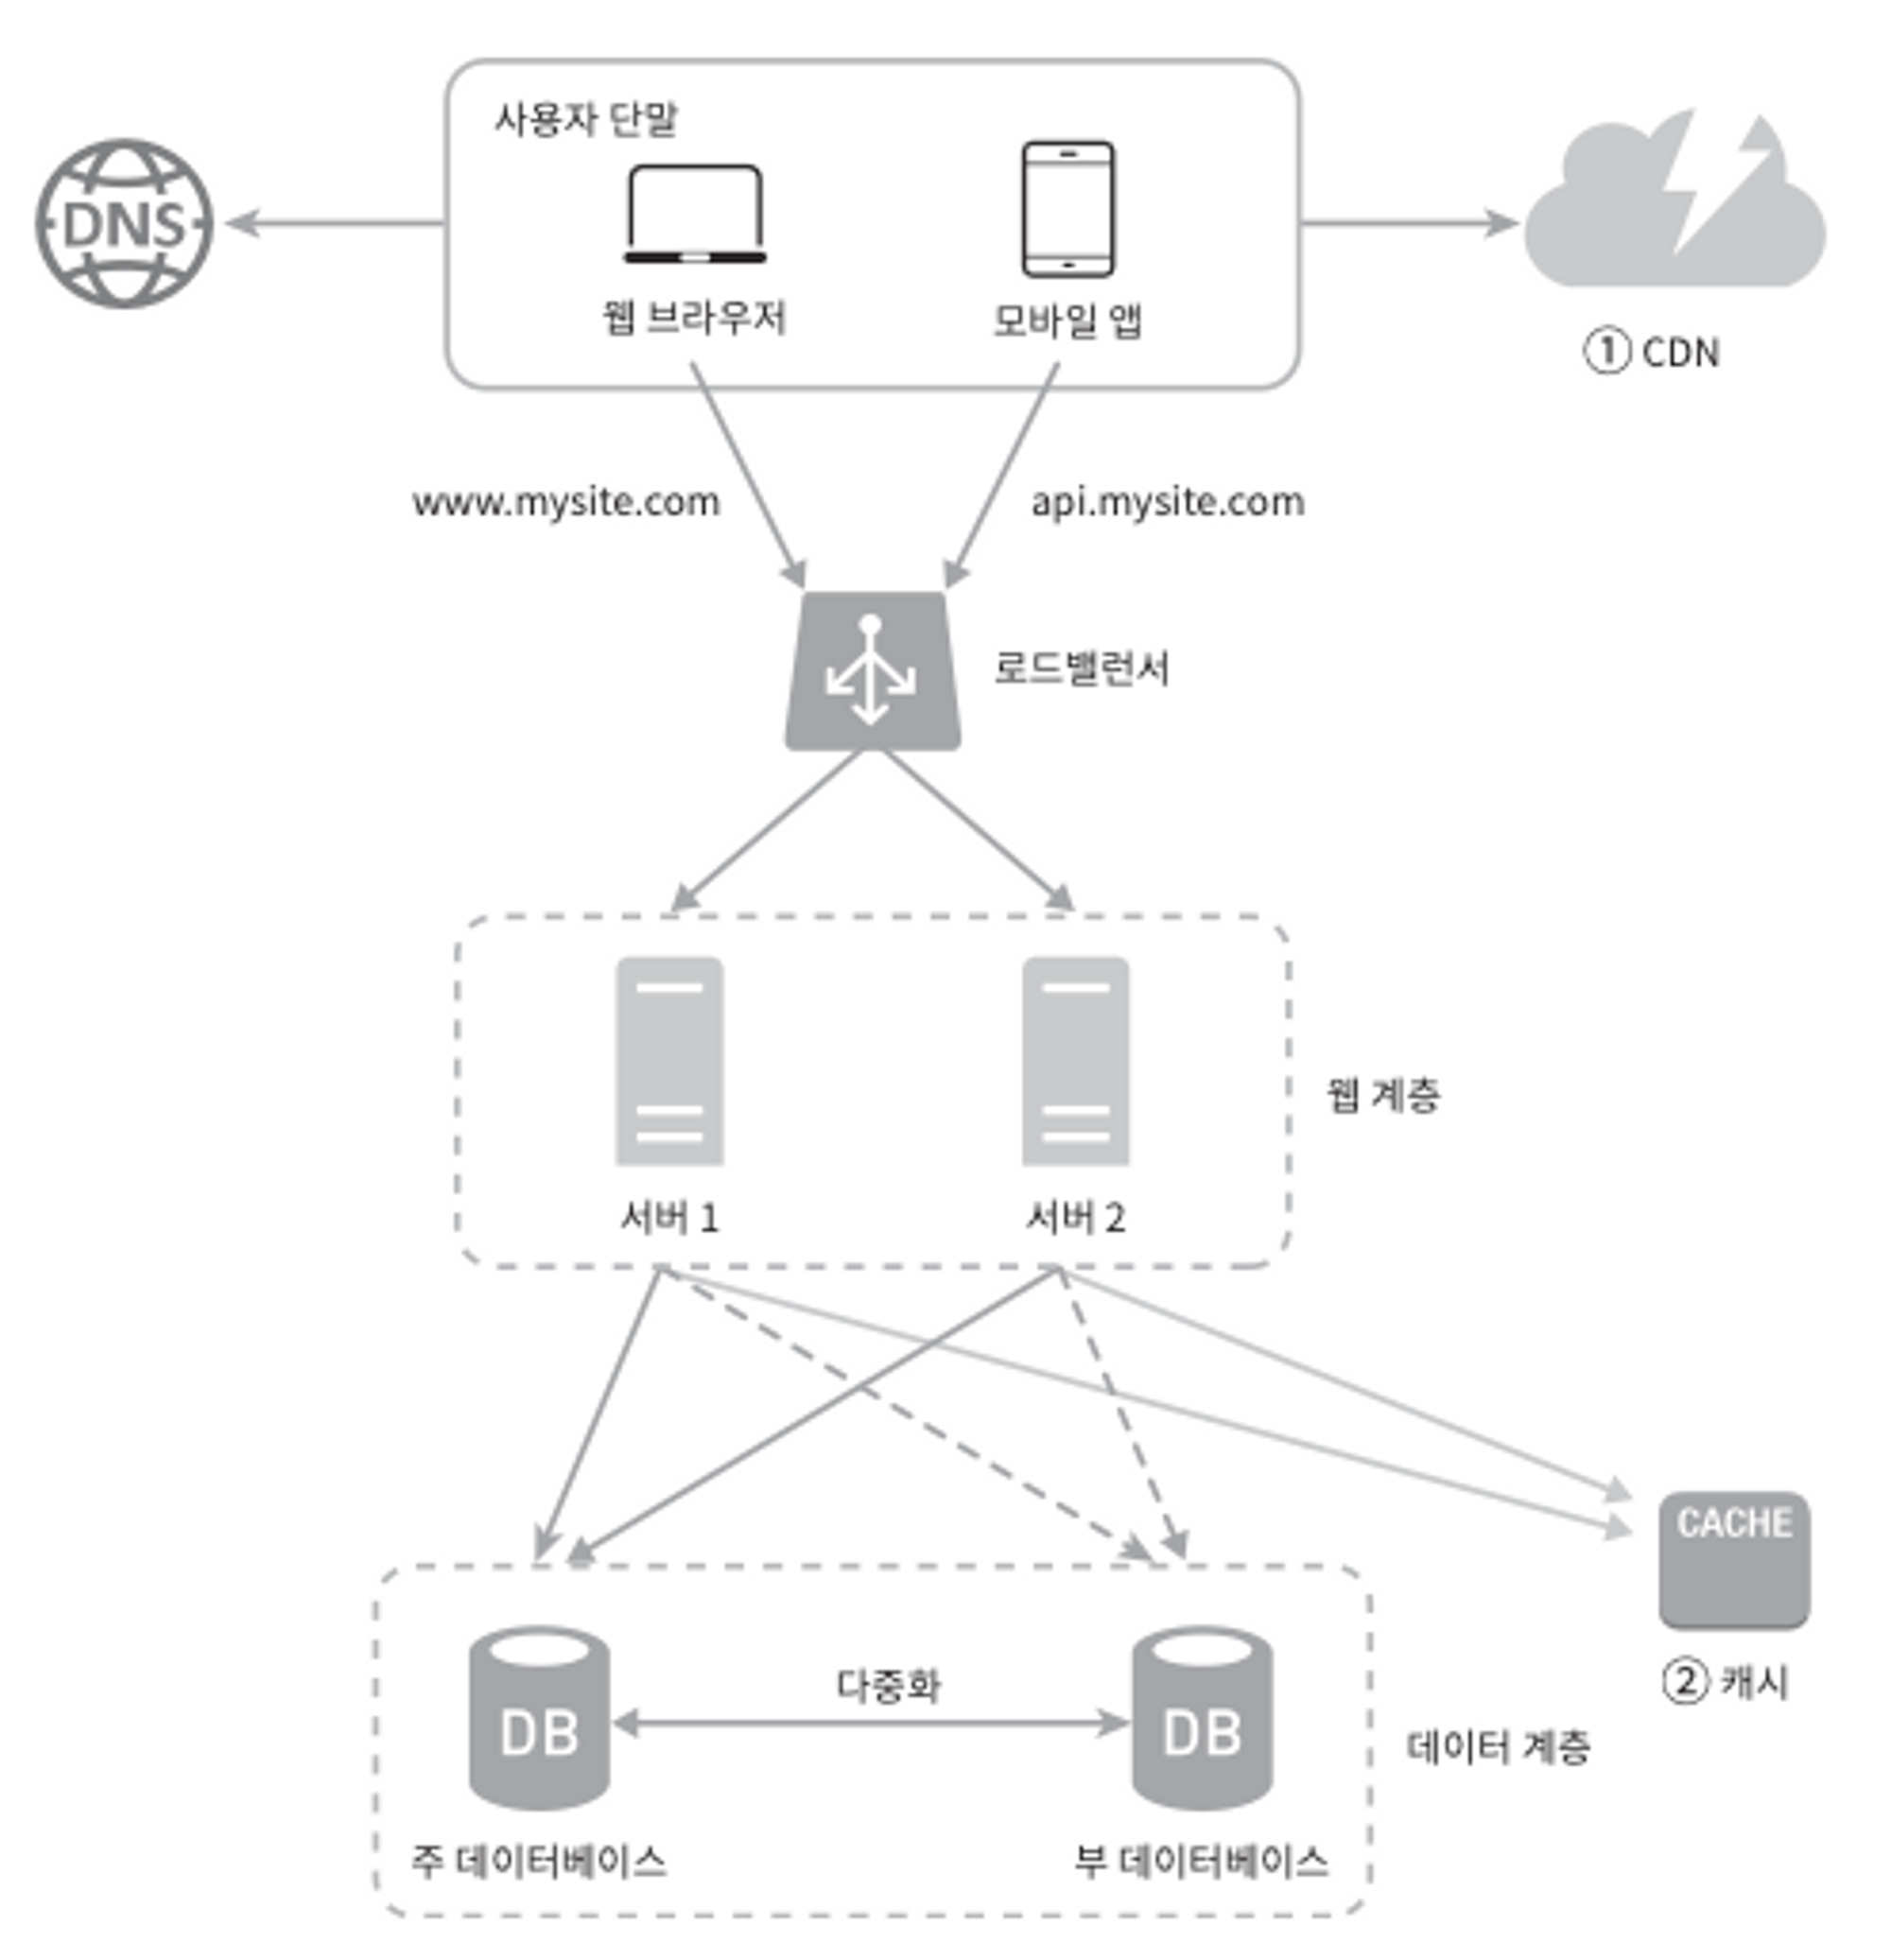 사용자 단말
DNS
웹 브라우저
모바일 앱
① CDN
www.mysite.com
api.mysite.com
로드밸런서
웹 계층
서버 1
서버 2
CACHE
② 캐시
다중화
DB
DB
데이터 계층
주 데이터베이스
부 데이터베이스